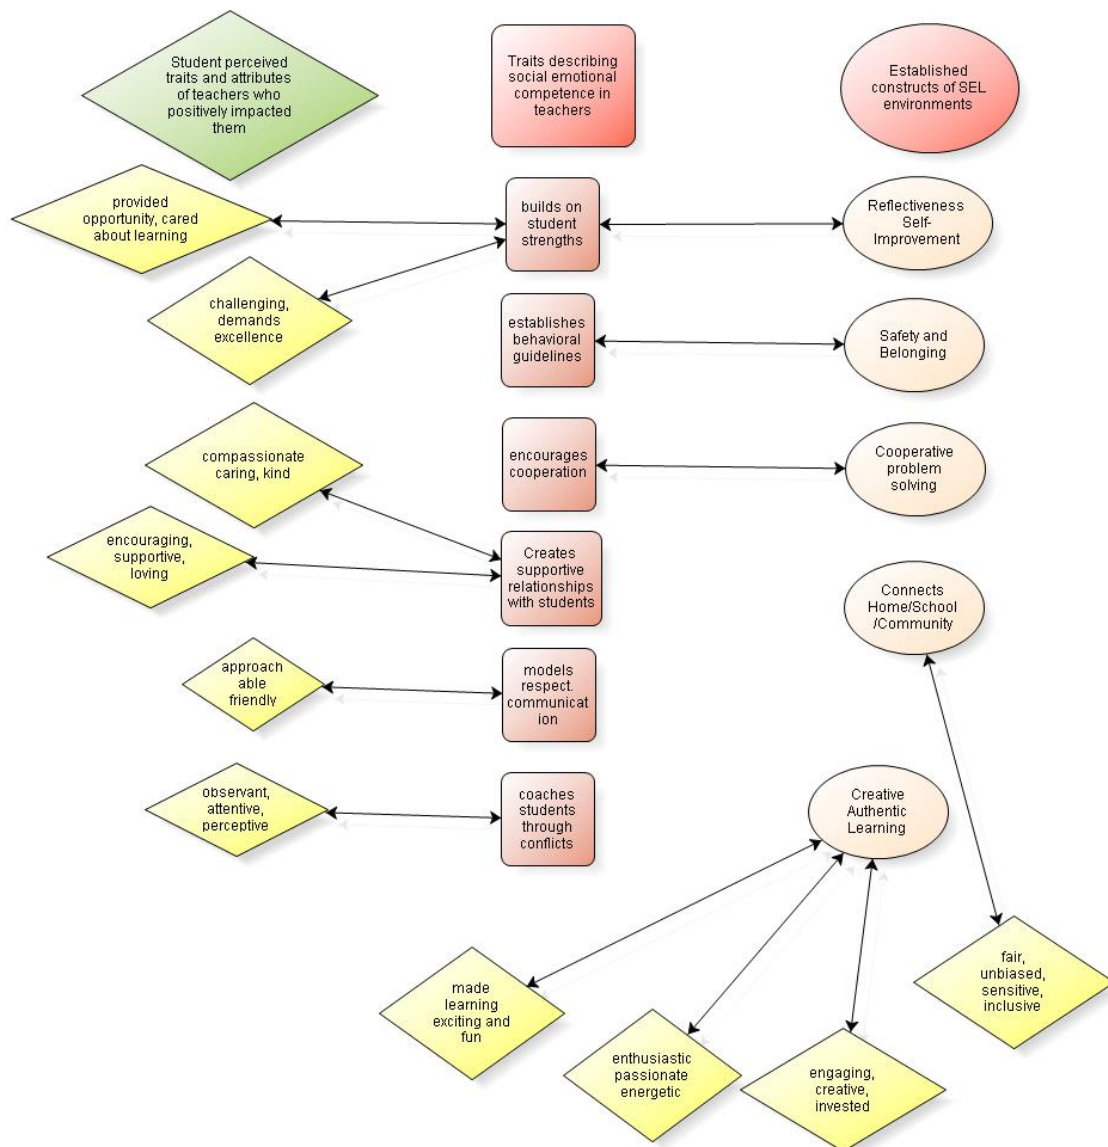 Student perceived
traits and attributes
of teachers who
positively impacted
them
Traits describing
social emotional
competence in
teachers
Established
constructs of SEL
environments
provided
opportunity, cared
about learning
builds on
student
strengths
Reflectiveness
Self-
Improvement
challenging,
demands
excellence
establishes
behavioral
guidelines
Safety and
Belonging
compassionate
caring, kind
encourages
cooperation
Cooperative
problem
solving
encouraging,
supportive,
loving
Creates
supportive
relationships
with students
Connects
Home/School
/Community
approach
able
friendly
models
respect.
communicat
ion
observant,
attentive,
perceptive
coaches
students
through
conflicts
Creative
Authentic
Learning
made
learning
exciting and
fun
enthusiastic
passionate
energetic
engaging,
creative,
invested
fair,
unbiased,
sensitive,
inclusive